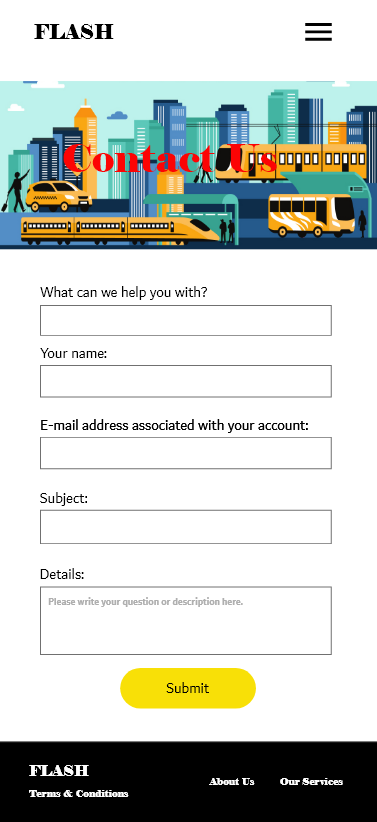 FLASH
Contact Us
What can we help you with?
Your name:
E-mail address associated with your account:
Subject:
Details:
Please write your question or description here.
Submit
FLASH
Terms & Conditions
About Us
Our Services